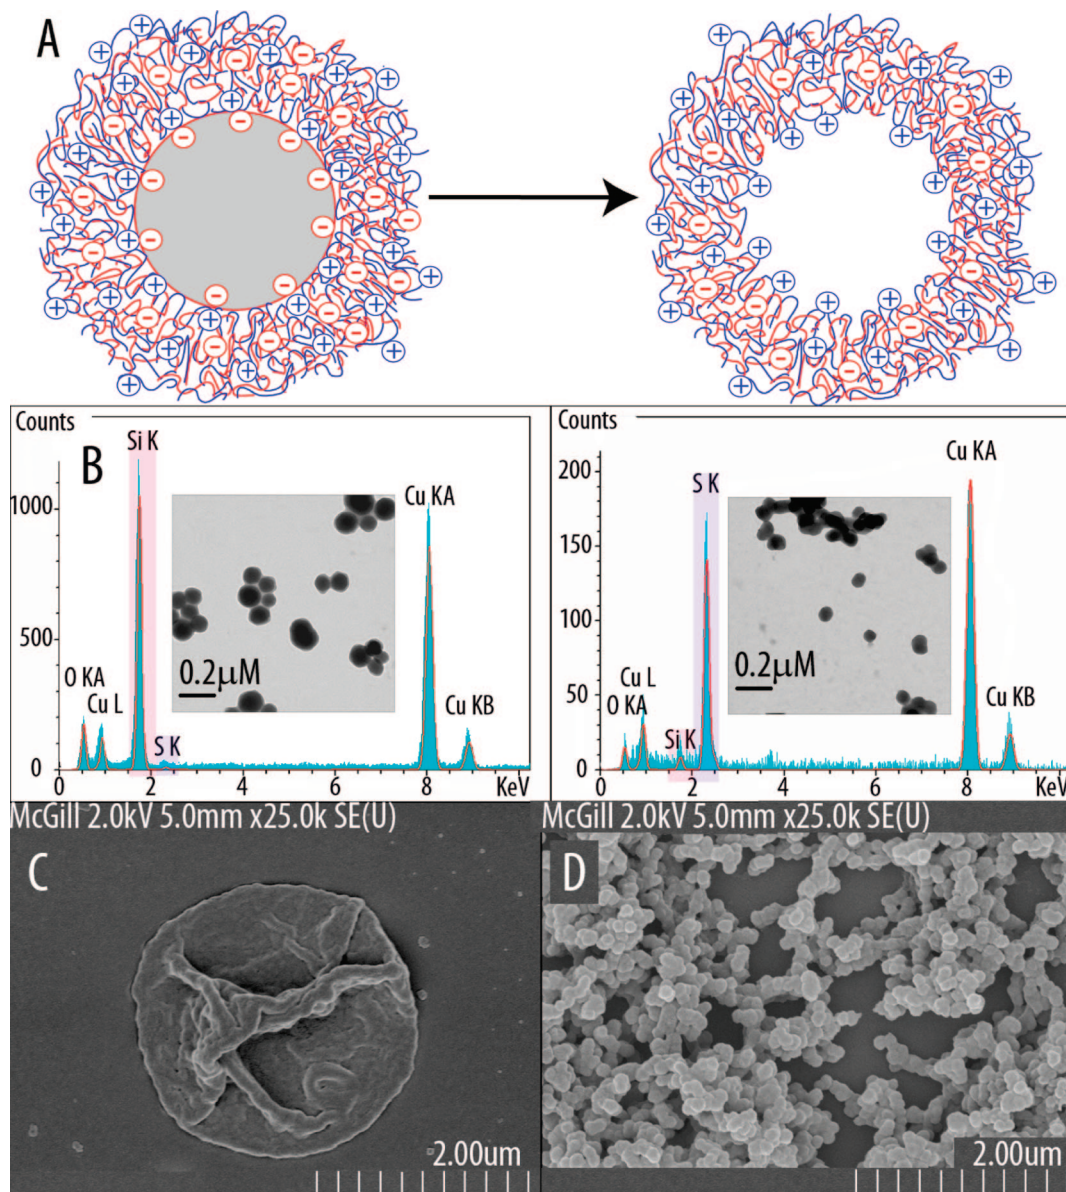 A
Counts
Si K
B
1000
Cu KA
500
0.2μM
O KA
Cu L
Cu KB
S K
0
0 2 4 6 8 KeV
Counts
Cu KA
200
S K
150
100
0.2μM
50
Cu L
O KA
Cu KB
Si K
0
0 2 4 6 8 KeV
McGill 2.0kV 5.0mm x25.0k SE(U)
C
2.00um
McGill 2.0kV 5.0mm x25.0k SE(U)
D
2.00um